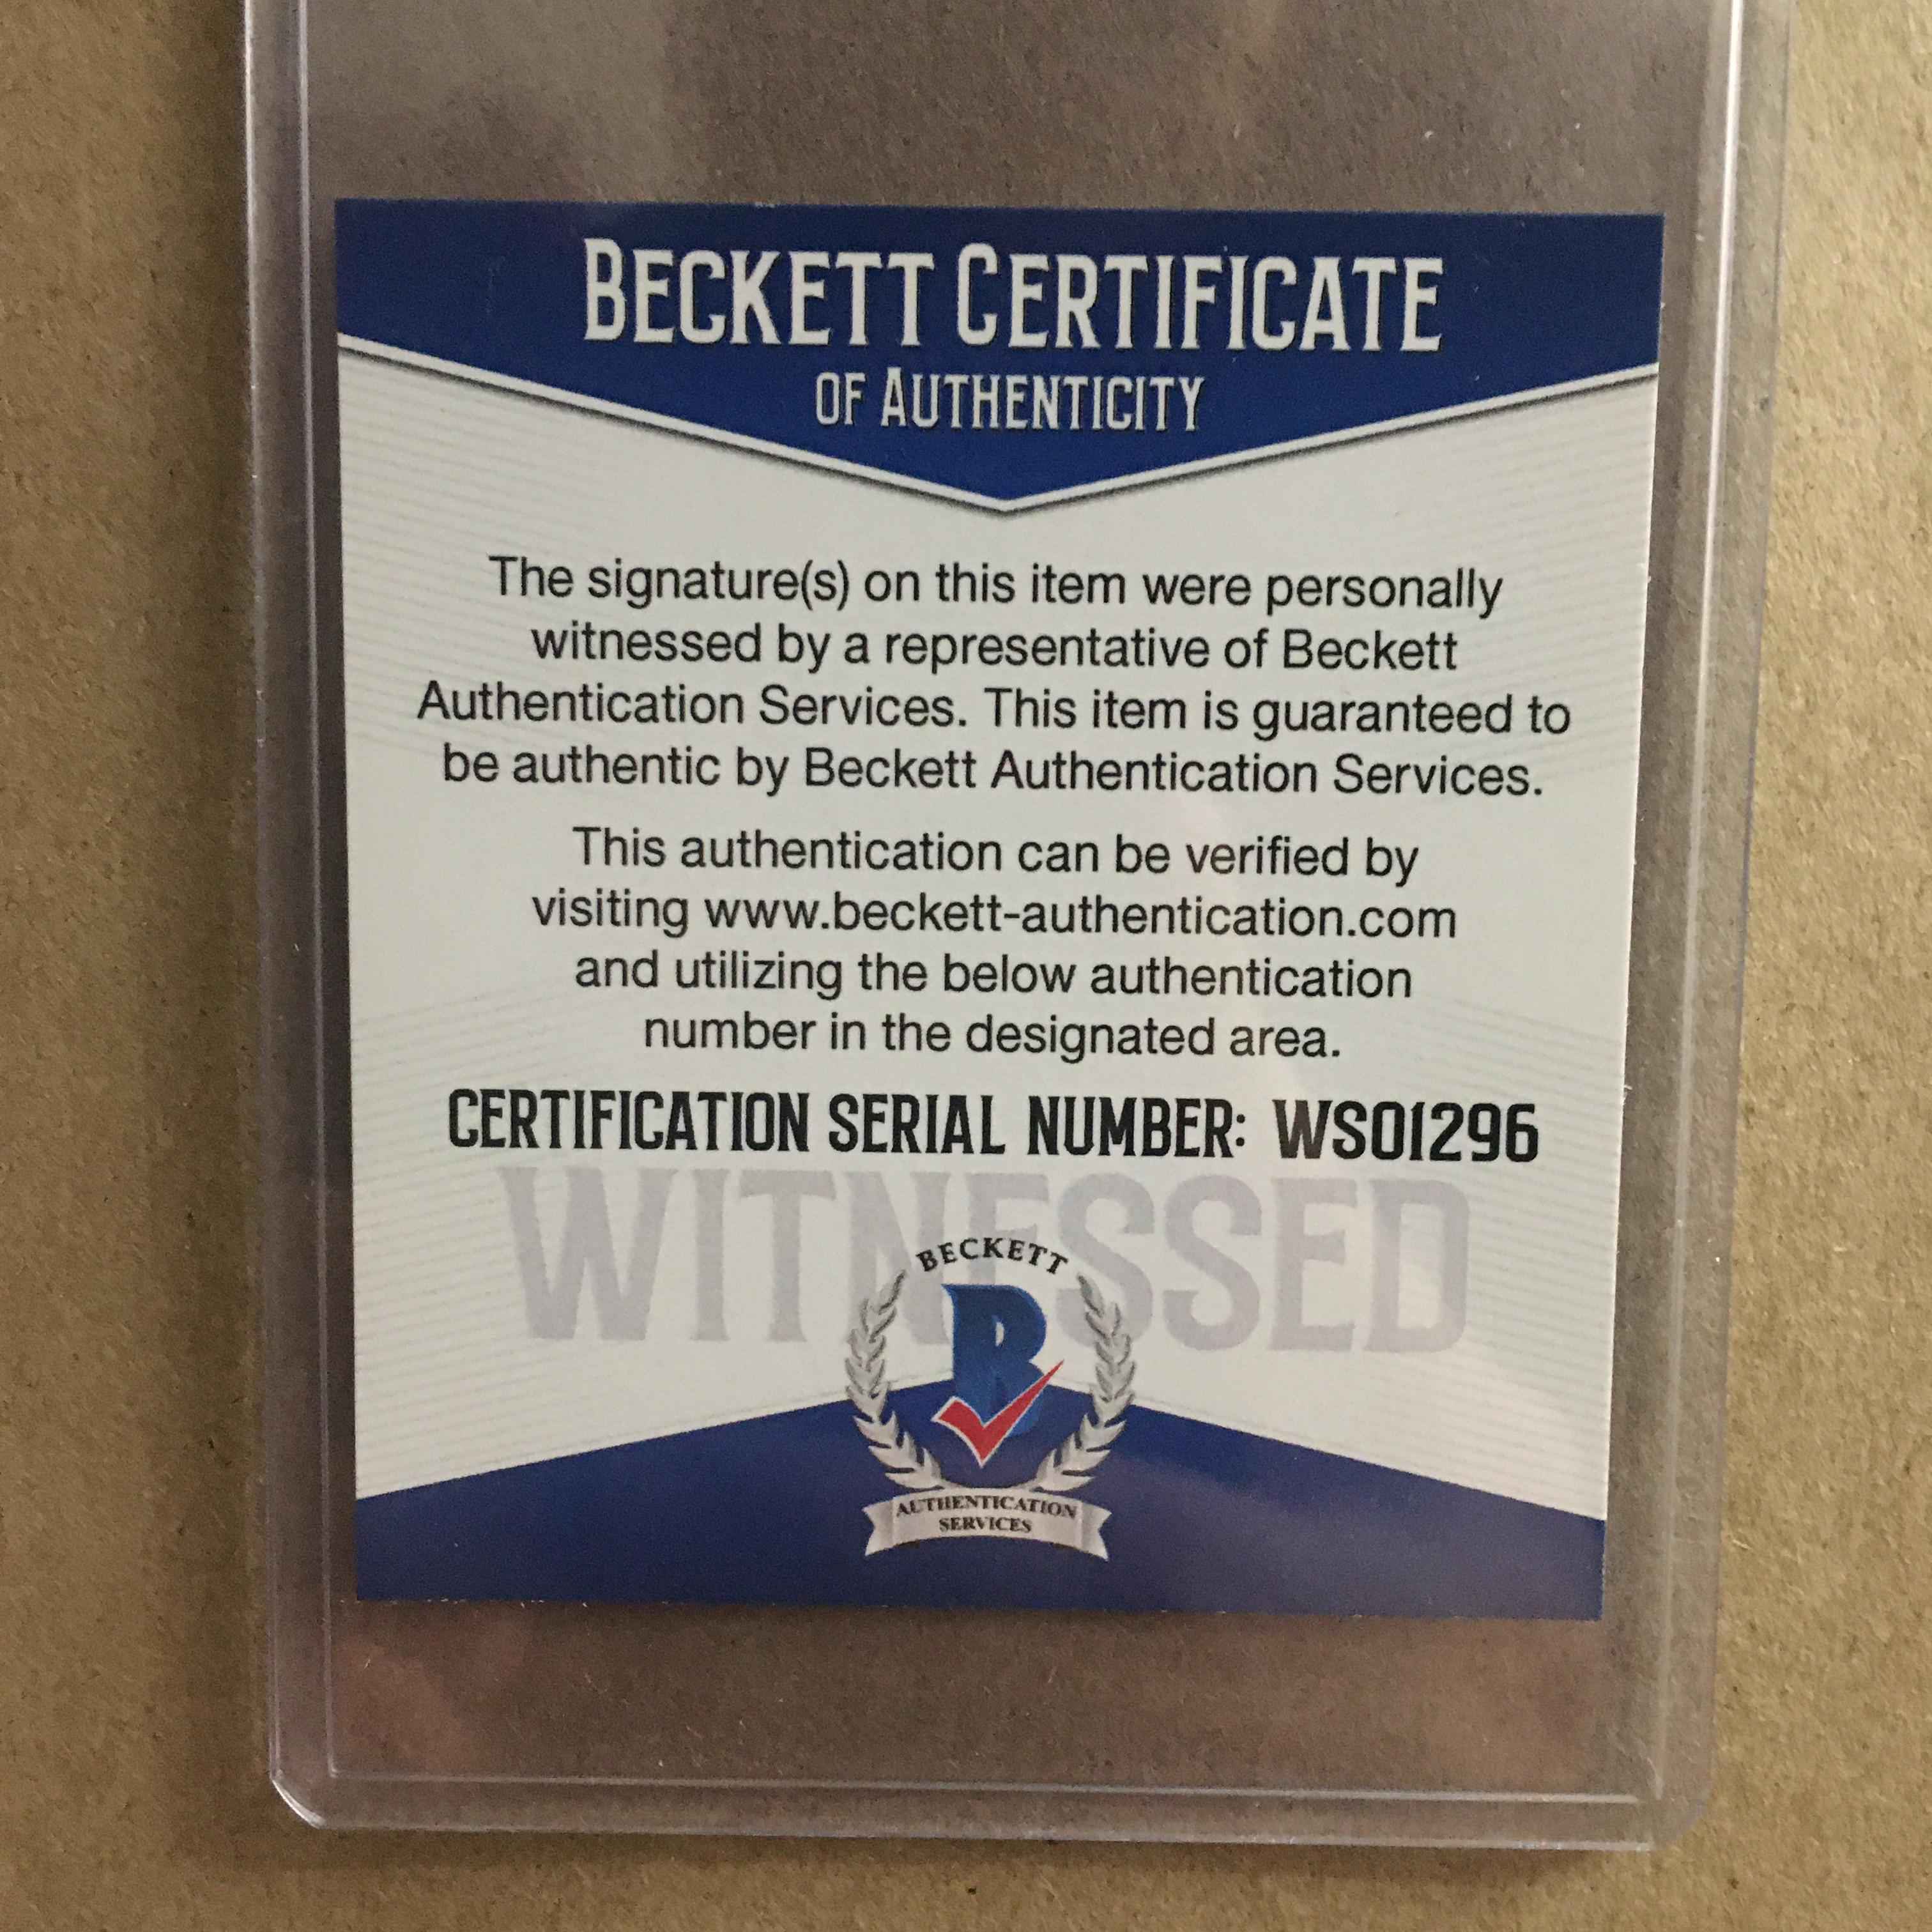 BECKETT CERTIFICATE
OF AUTHENTICITY
The signature(s) on this item were personally
witnessed by a representative of Beckett
Authentication Services. This item is guaranteed to
be authentic by Beckett Authentication Services.
This authentication can be verified by
visiting www.beckett-authentication.com
and utilizing the below authentication
number in the designated area.
CERTIFICATION SERIAL NUMBER: WS01296
WITNESSED
BECKETT
B
AUTHENTICATION
SERVICES